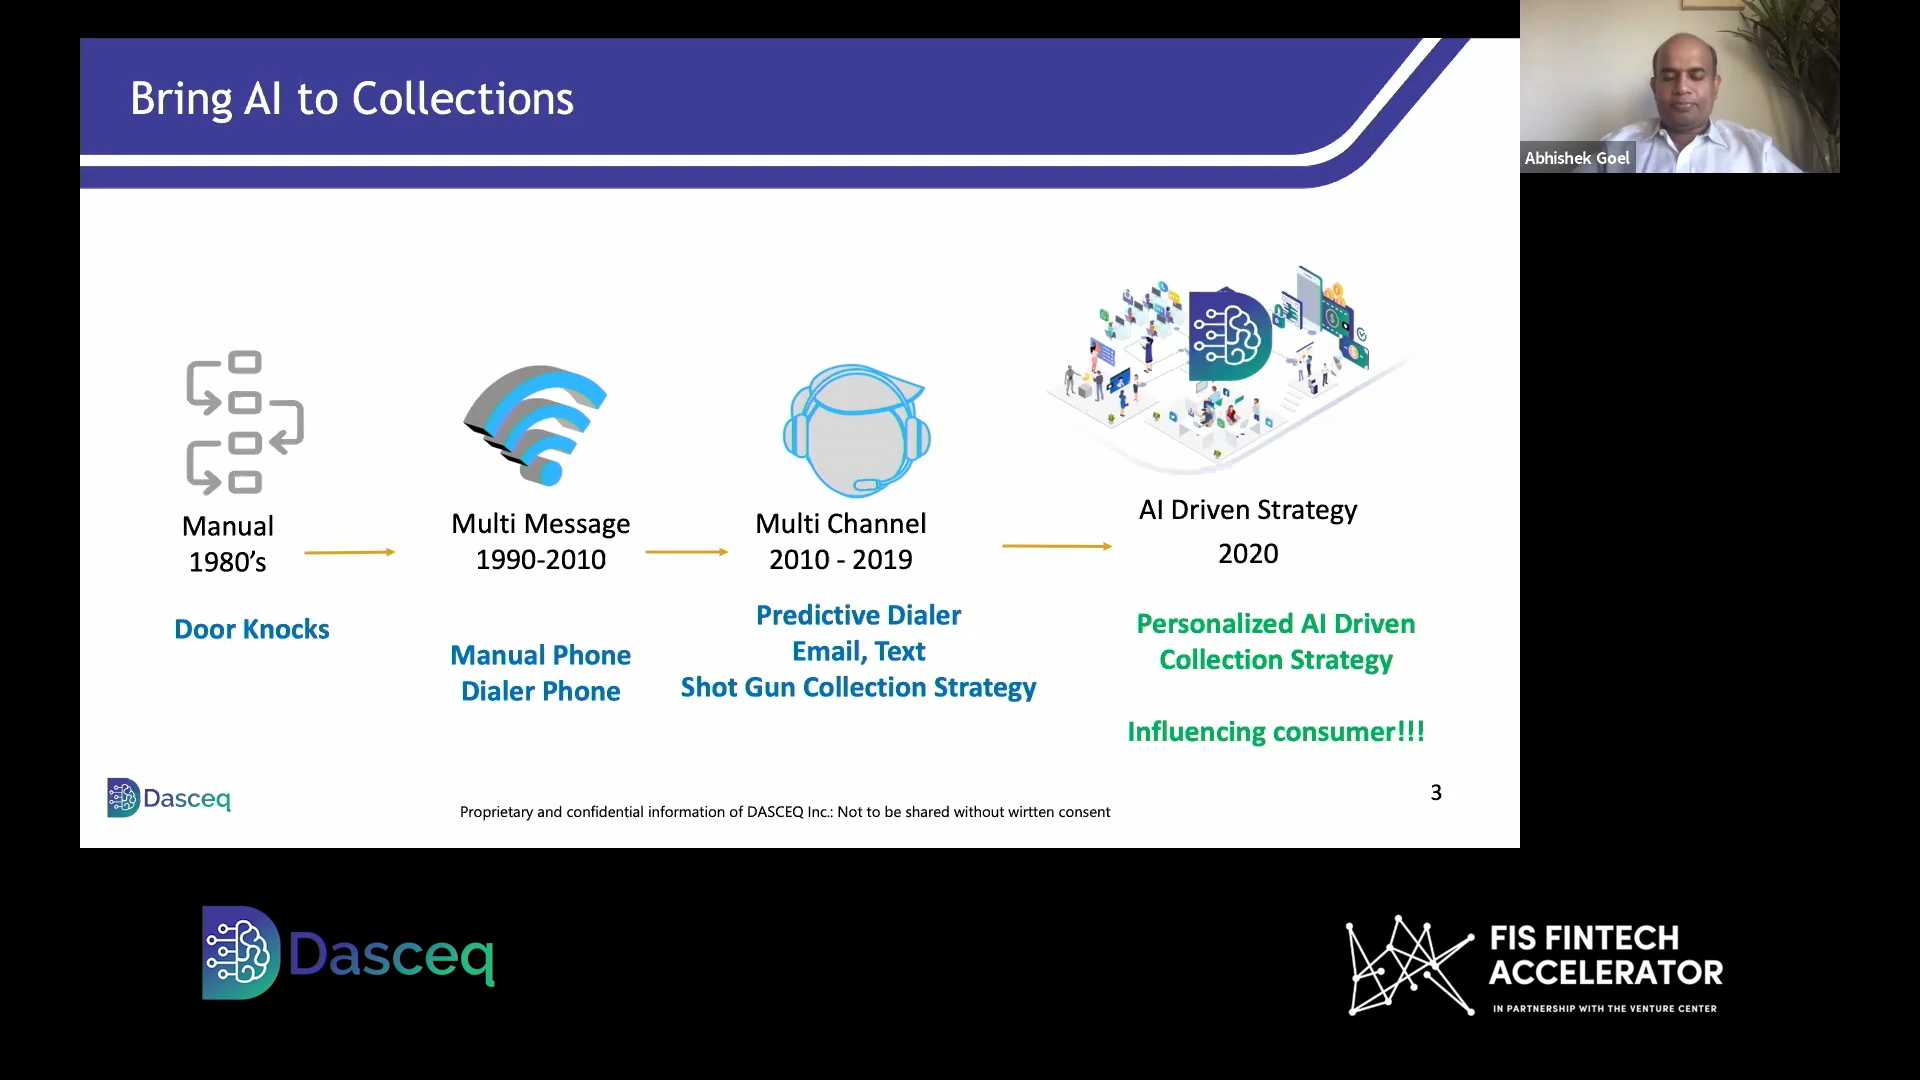 Bring AI to Collections
Abhishek Goel
Manual
1980’s
Door Knocks
Multi Message
1990-2010
Manual Phone
Dialer Phone
Multi Channel
2010 - 2019
Predictive Dialer
Email, Text
Shot Gun Collection Strategy
AI Driven Strategy
2020
Personalized AI Driven
Collection Strategy
Influencing consumer!!!
Dasceq
Proprietary and confidential information of DASCEQ Inc.: Not to be shared without wirtten consent
3
Dasceq
FIS FINTECH
ACCELERATOR
IN PARTNERSHIP WITH THE VENTURE CENTER